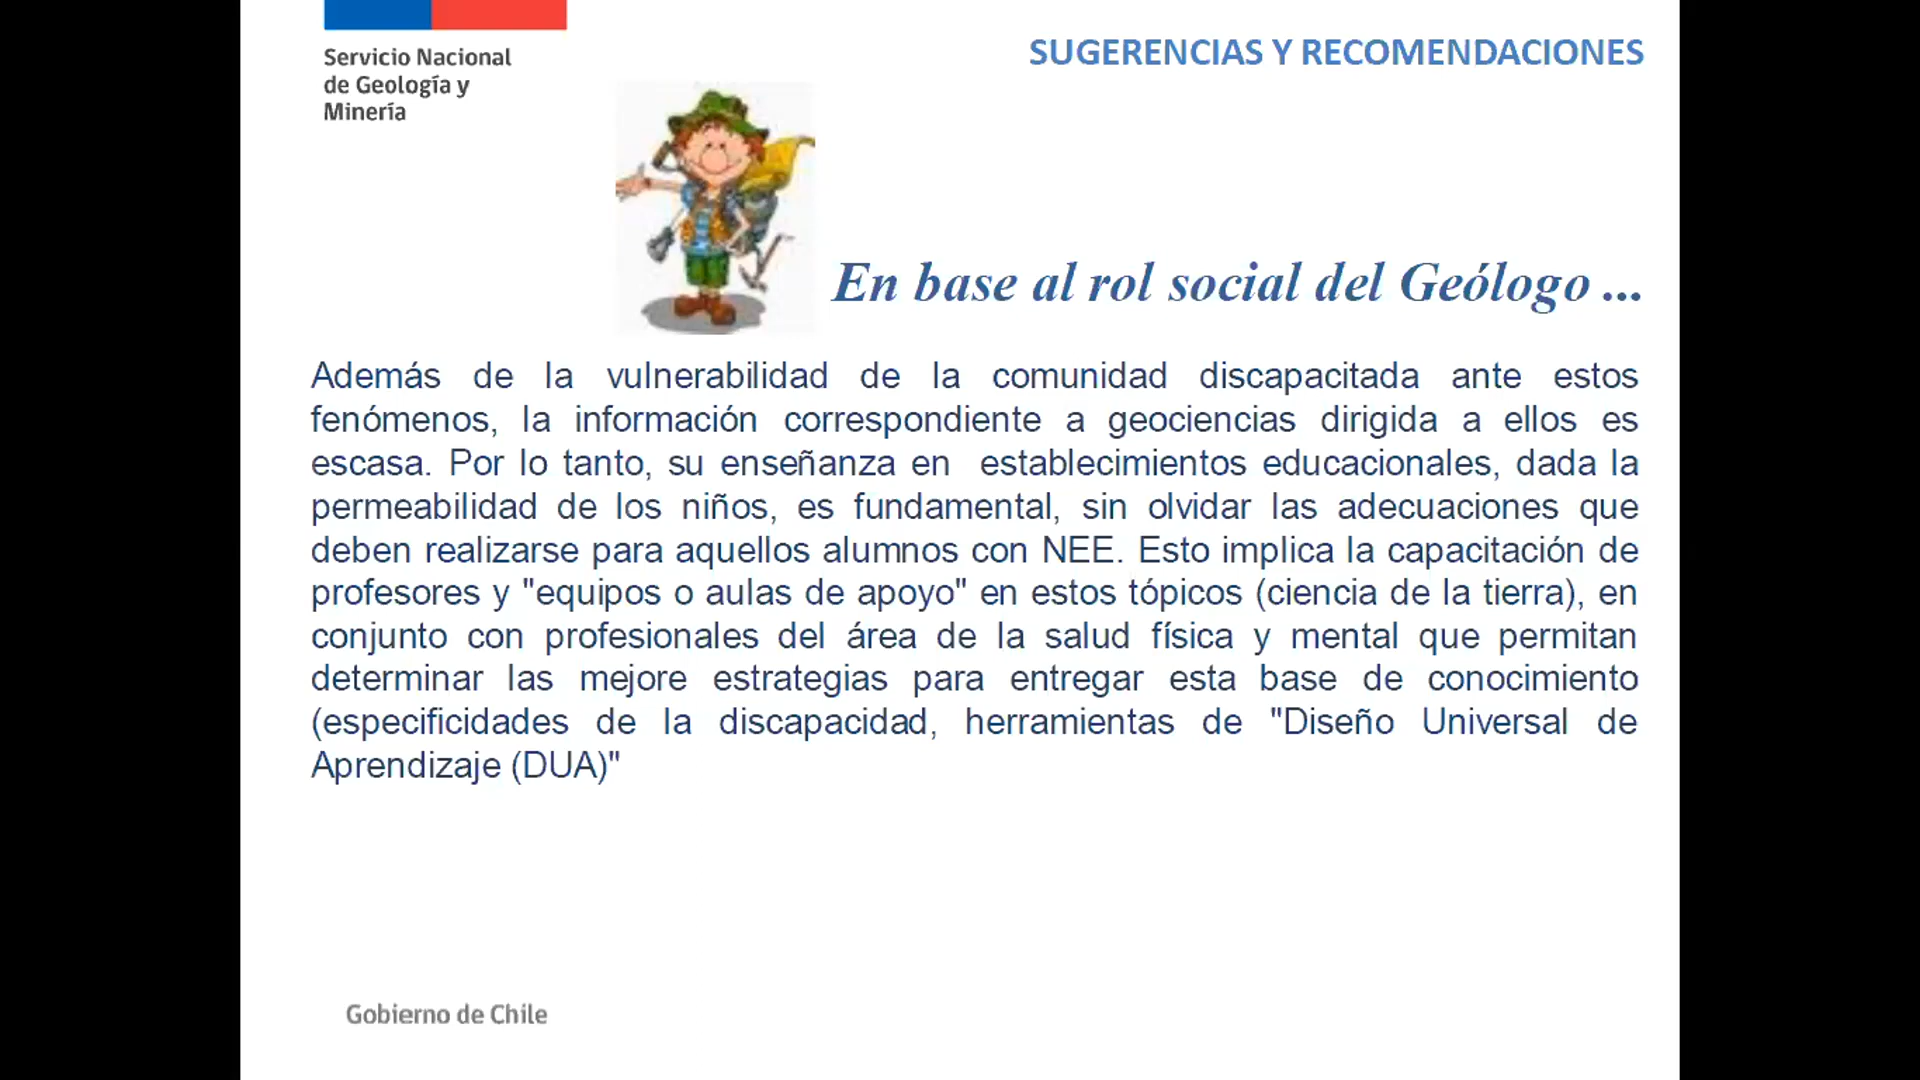 Servicio Nacional
de Geología y
Minería
SUGERENCIAS Y RECOMENDACIONES
En base al rol social del Geólogo ...
Además de la vulnerabilidad de la comunidad discapacitada ante estos
fenómenos, la información correspondiente a geociencias dirigida a ellos es
escasa. Por lo tanto, su enseñanza en establecimientos educacionales, dada la
permeabilidad de los niños, es fundamental, sin olvidar las adecuaciones que
deben realizarse para aquellos alumnos con NEE. Esto implica la capacitación de
profesores y "equipos o aulas de apoyo" en estos tópicos (ciencia de la tierra), en
conjunto con profesionales del área de la salud física y mental que permitan
determinar las mejore estrategias para entregar esta base de conocimiento
(especificidades de la discapacidad, herramientas de "Diseño Universal de
Aprendizaje (DUA)"
Gobierno de Chile